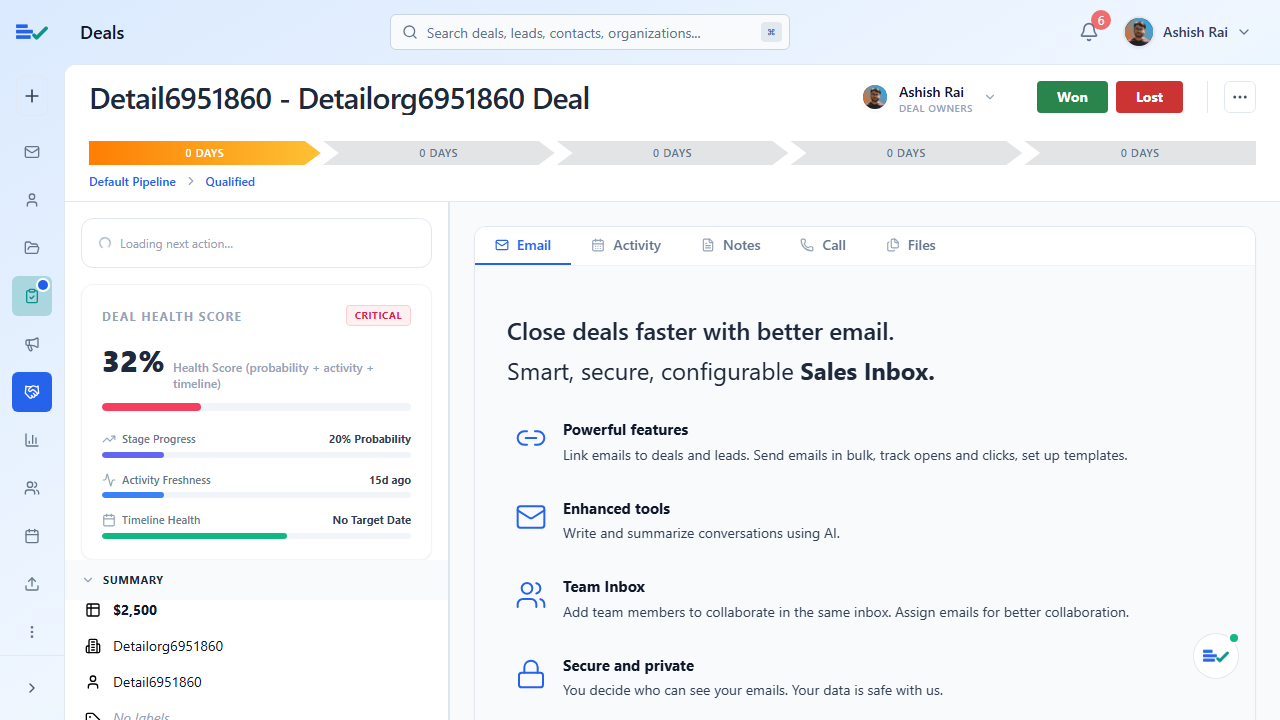 Deals
Search deals, leads, contacts, organizations...
⌘
6
Ashish Rai
Detail6951860 - Detailorg6951860 Deal
Ashish Rai
DEAL OWNERS
Won
Lost
0 DAYS
0 DAYS
0 DAYS
0 DAYS
0 DAYS
Default Pipeline
Qualified
Loading next action...
DEAL HEALTH SCORE
CRITICAL
32%
Health Score (probability + activity +
timeline)
Stage Progress
20% Probability
Activity Freshness
15d ago
Timeline Health
No Target Date
SUMMARY
$2,500
Detailorg6951860
Detail6951860
No labels
Email
Activity
Notes
Call
Files
Close deals faster with better email.
Smart, secure, configurable Sales Inbox.
Powerful features
Link emails to deals and leads. Send emails in bulk, track opens and clicks, set up templates.
Enhanced tools
Write and summarize conversations using AI.
Team Inbox
Add team members to collaborate in the same inbox. Assign emails for better collaboration.
Secure and private
You decide who can see your emails. Your data is safe with us.